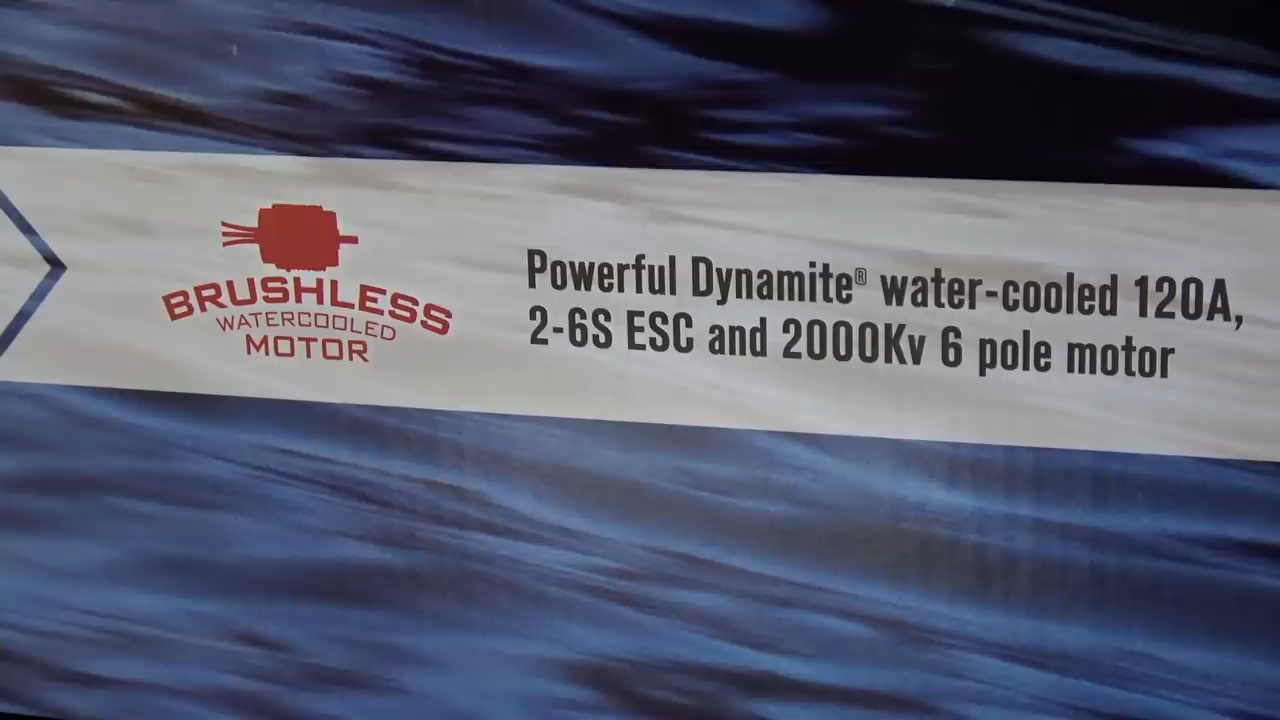 BRUSHLESS
WATERCOOLED
MOTOR
Powerful Dynamite® water-cooled 120A,
2-6S ESC and 2000Kv 6 pole motor